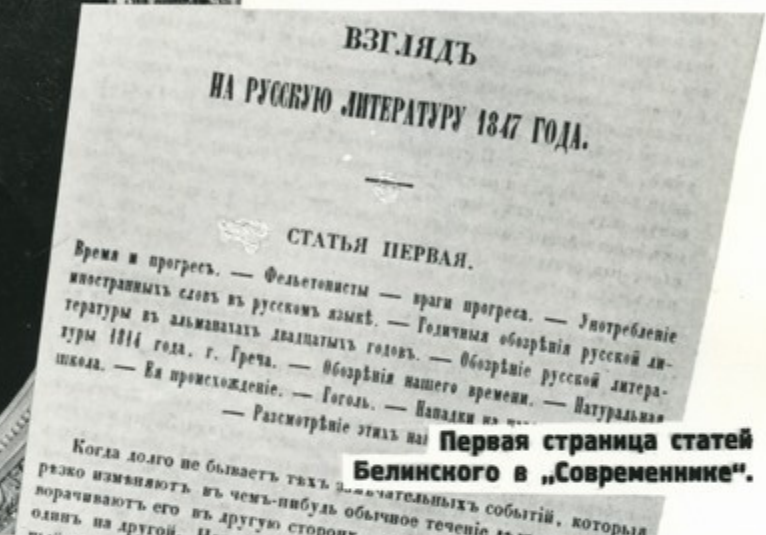 ВЗГЛЯДЪ
НА РУССКУЮ ЛИТЕРАТУРУ 1847 ГОДА.
СТАТЬЯ ПЕРВАЯ.
Время и прогресъ. — Фельетонисты — враги прогреса. — Употребленіе
иностранныхъ словъ въ русскомъ языкѣ. — Годичныя обозрѣнія русской ли-
тературы въ альманахахъ двадцатыхъ годовъ. — Обозрѣніе русской литера-
туры 1814 года, г. Греча. — Обозрѣнія нашего времени. — Натуральная
школа. — Ея происхожденіе. — Гоголь. — Нападки на
— Разсмотрѣніе этихъ
Первая страница статей
Белинского в „Современнике“.
Когда долго не бываетъ тѣхъ замѣчательныхъ событій, которыя
рѣзко измѣняютъ въ чемъ-нибудь обычное теченіе
ворачиваютъ его въ другую сторону
одинъ на другой.